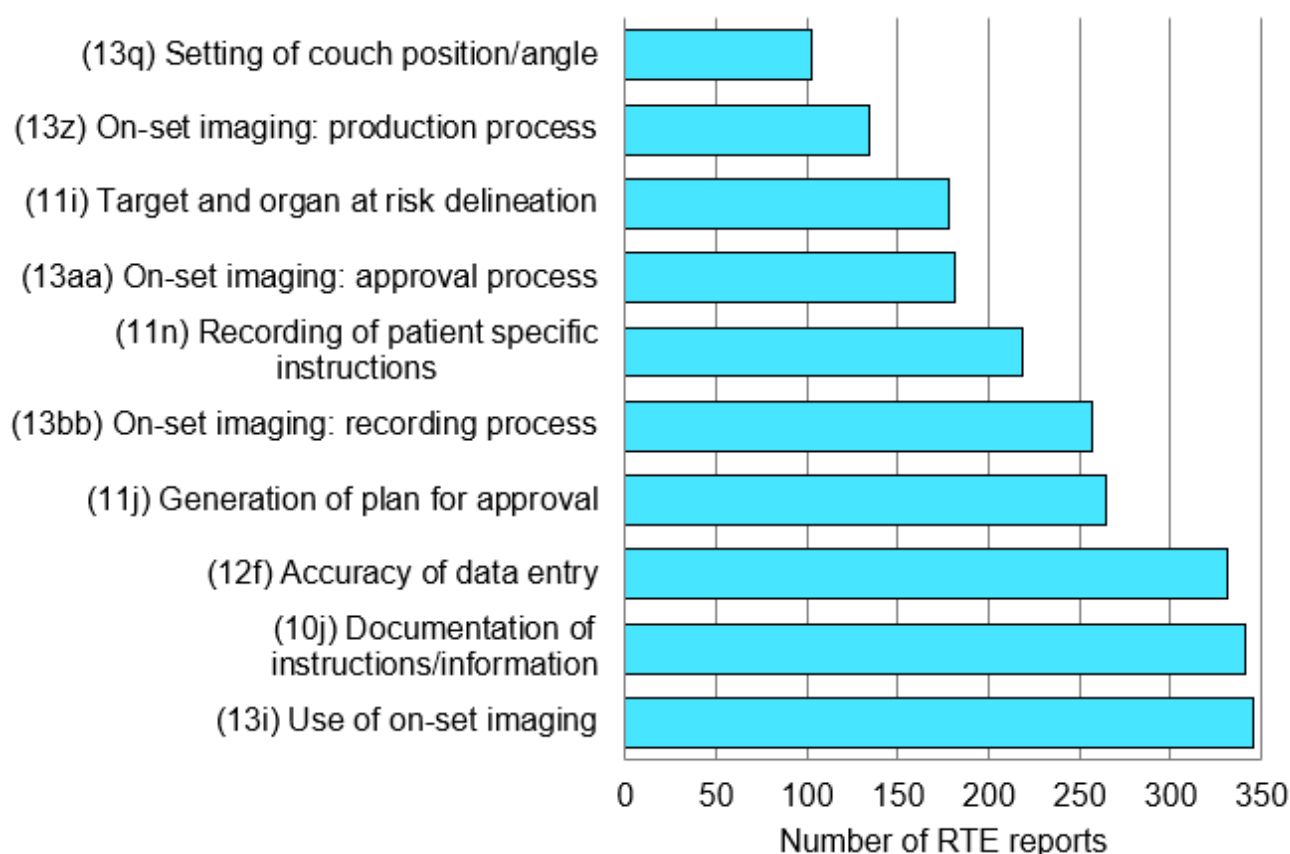 (13q) Setting of couch position/angle
(13z) On-set imaging: production process
(11i) Target and organ at risk delineation
(13aa) On-set imaging: approval process
(11n) Recording of patient specific
instructions
(13bb) On-set imaging: recording process
(11j) Generation of plan for approval
(12f) Accuracy of data entry
(10j) Documentation of
instructions/information
(13i) Use of on-set imaging
0 50 100 150 200 250 300 350
Number of RTE reports